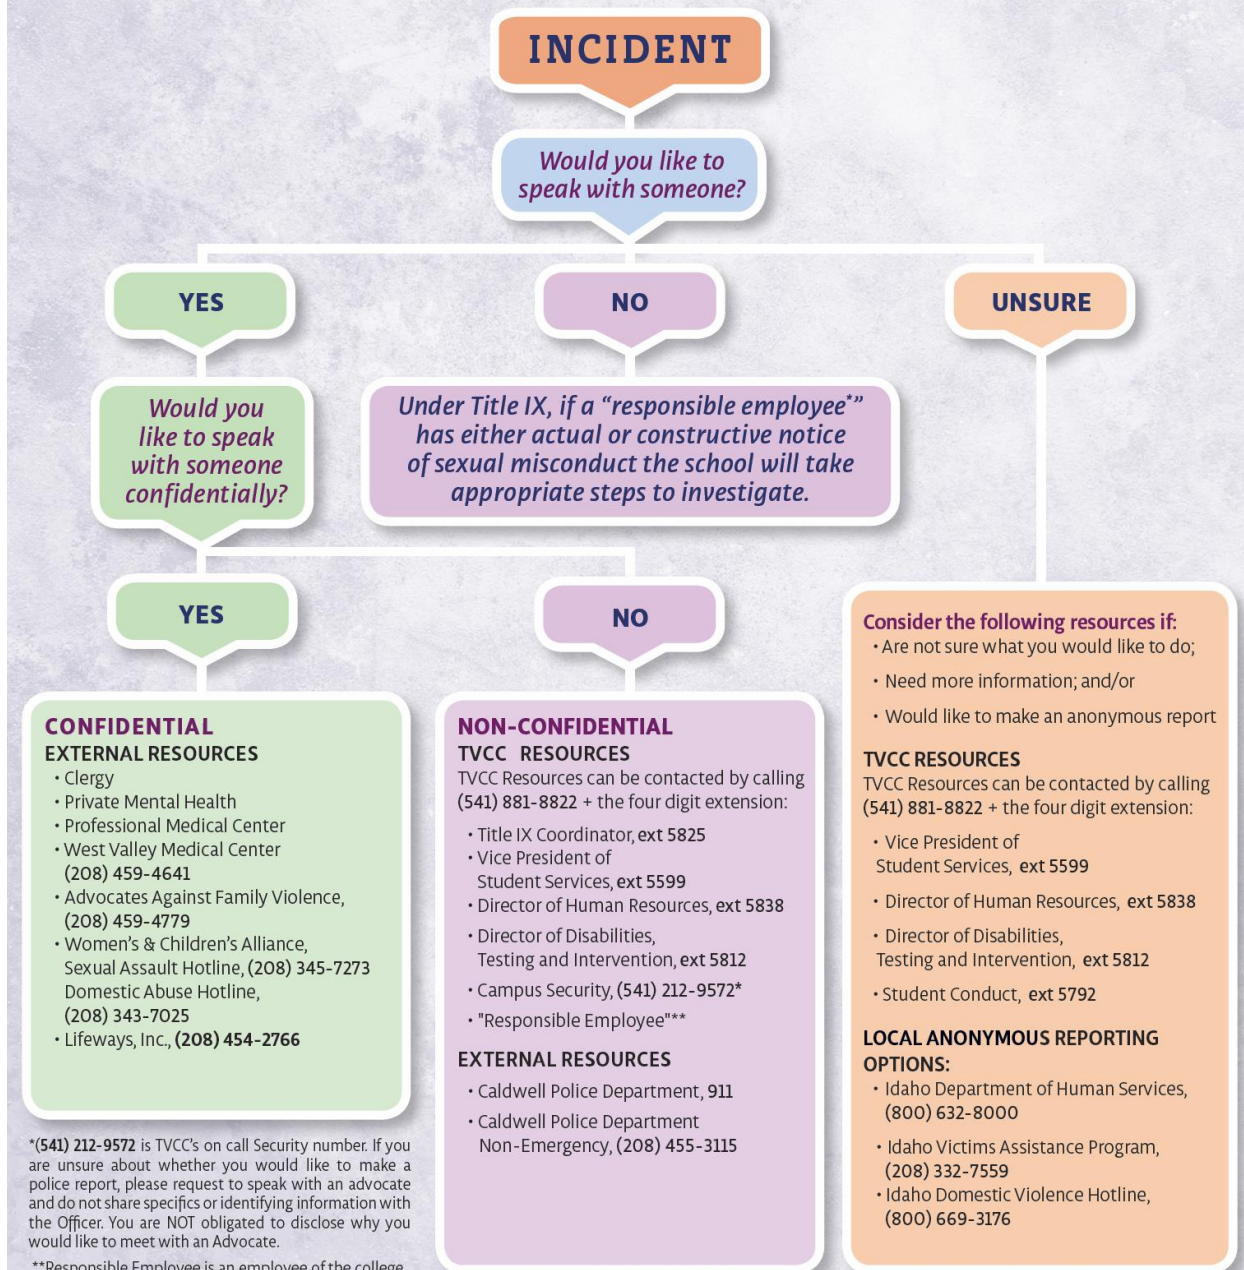 INCIDENT
Would you like to
speak with someone?
YES
NO
UNSURE
Would you
like to speak
with someone
confidentially?
Under Title IX, if a “responsible employee*”
has either actual or constructive notice
of sexual misconduct the school will take
appropriate steps to investigate.
YES
NO
CONFIDENTIAL
EXTERNAL RESOURCES
• Clergy
• Private Mental Health
• Professional Medical Center
• West Valley Medical Center
(208) 459-4641
• Advocates Against Family Violence,
(208) 459-4779
• Women’s & Children’s Alliance,
Sexual Assault Hotline, (208) 345-7273
Domestic Abuse Hotline,
(208) 343-7025
• Lifeways, Inc., (208) 454-2766
*(541) 212-9572 is TVCC’s on call Security number. If you
are unsure about whether you would like to make a
police report, please request to speak with an advocate
and do not share specifics or identifying information with
the Officer. You are NOT obligated to disclose why you
would like to meet with an Advocate.
**Responsible Employee is an employee of the college
NON-CONFIDENTIAL
TVCC RESOURCES
TVCC Resources can be contacted by calling
(541) 881-8822 + the four digit extension:
• Title IX Coordinator, ext 5825
• Vice President of
Student Services, ext 5599
• Director of Human Resources, ext 5838
• Director of Disabilities,
Testing and Intervention, ext 5812
• Campus Security, (541) 212-9572*
• "Responsible Employee"**
EXTERNAL RESOURCES
• Caldwell Police Department, 911
• Caldwell Police Department
Non-Emergency, (208) 455-3115
Consider the following resources if:
• Are not sure what you would like to do;
• Need more information; and/or
• Would like to make an anonymous report
TVCC RESOURCES
TVCC Resources can be contacted by calling
(541) 881-8822 + the four digit extension:
• Vice President of
Student Services, ext 5599
• Director of Human Resources, ext 5838
• Director of Disabilities,
Testing and Intervention, ext 5812
• Student Conduct, ext 5792
LOCAL ANONYMOUS REPORTING
OPTIONS:
• Idaho Department of Human Services,
(800) 632-8000
• Idaho Victims Assistance Program,
(208) 332-7559
• Idaho Domestic Violence Hotline,
(800) 669-3176